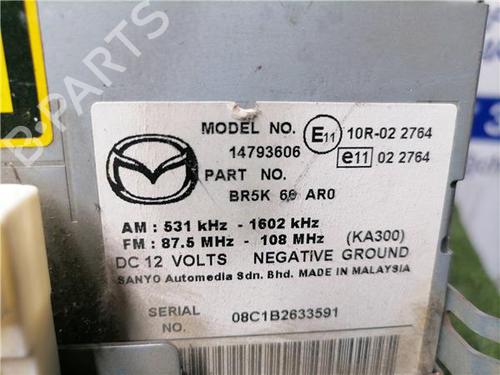 MODEL NO.
14793606
E11 10R-02 2764
e11 02 2764
PART NO.
BR5K 66 AR0
AM : 531 kHz - 1602 kHz
FM : 87.5 MHz - 108 MHz (KA300)
DC 12 VOLTS NEGATIVE GROUND
SANYO Automedia Sdn. Bhd. MADE IN MALAYSIA
SERIAL NO. 08C1B2633591